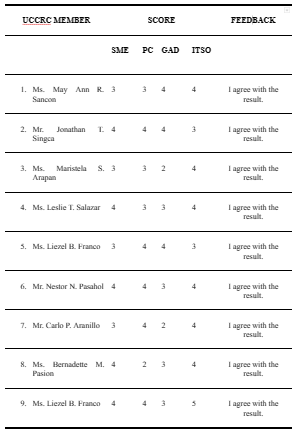 UCCRC MEMBER SCORE FEEDBACK
SME PC GAD ITSO
1. Ms. May Ann R. 3 3 4 4 I agree with the
Sancon result.
2. Mr. Jonathan T. 4 4 4 3 I agree with the
Singca result.
3. Ms. Maristela S. 3 3 2 4 I agree with the
Arapan result.
4. Ms. Leslie T. Salazar 4 3 3 4 I agree with the
result.
5. Ms. Liezel B. Franco 3 4 4 3 I agree with the
result.
6. Mr. Nestor N. Pasahol 4 4 3 4 I agree with the
result.
7. Mr. Carlo P. Aranillo 3 4 2 4 I agree with the
result.
8. Ms. Bernadette M. 4 2 3 4 I agree with the
Pasion result.
9. Ms. Liezel B. Franco 4 4 3 5 I agree with the
result.